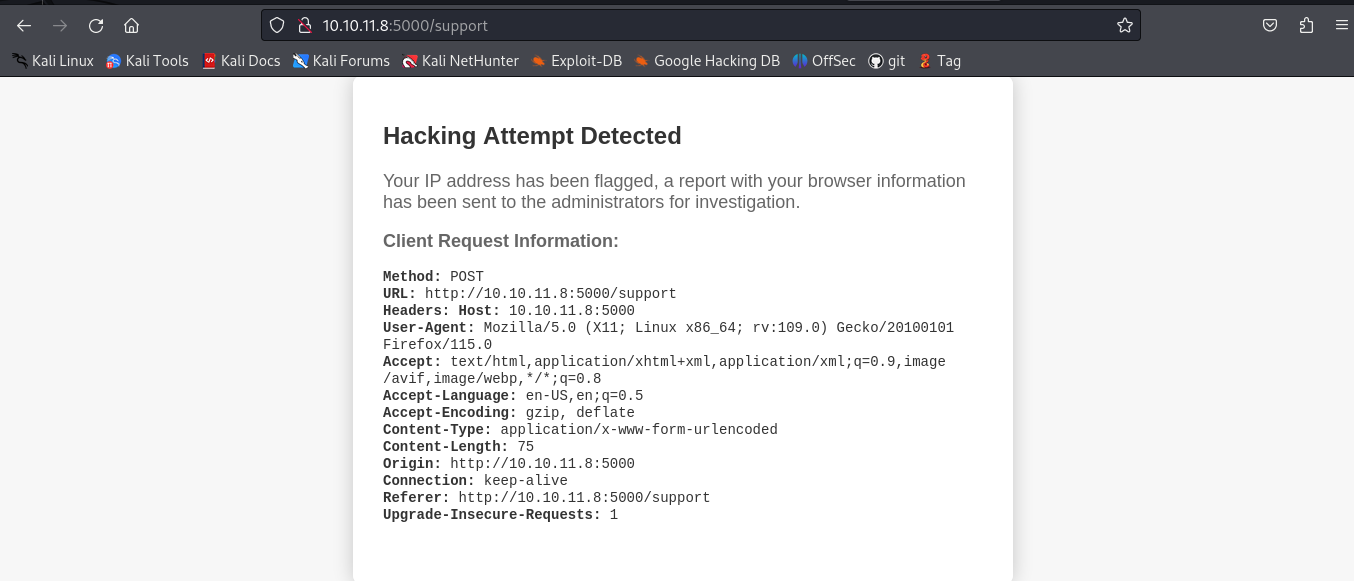 10.10.11.8:5000/support
Kali Linux Kali Tools Kali Docs Kali Forums Kali NetHunter Exploit-DB Google Hacking DB OffSec git Tag
Hacking Attempt Detected
Your IP address has been flagged, a report with your browser information
has been sent to the administrators for investigation.
Client Request Information:
Method: POST
URL: http://10.10.11.8:5000/support
Headers: Host: 10.10.11.8:5000
User-Agent: Mozilla/5.0 (X11; Linux x86_64; rv:109.0) Gecko/20100101
Firefox/115.0
Accept: text/html,application/xhtml+xml,application/xml;q=0.9,image
/avif,image/webp,*/*;q=0.8
Accept-Language: en-US,en;q=0.5
Accept-Encoding: gzip, deflate
Content-Type: application/x-www-form-urlencoded
Content-Length: 75
Origin: http://10.10.11.8:5000
Connection: keep-alive
Referer: http://10.10.11.8:5000/support
Upgrade-Insecure-Requests: 1